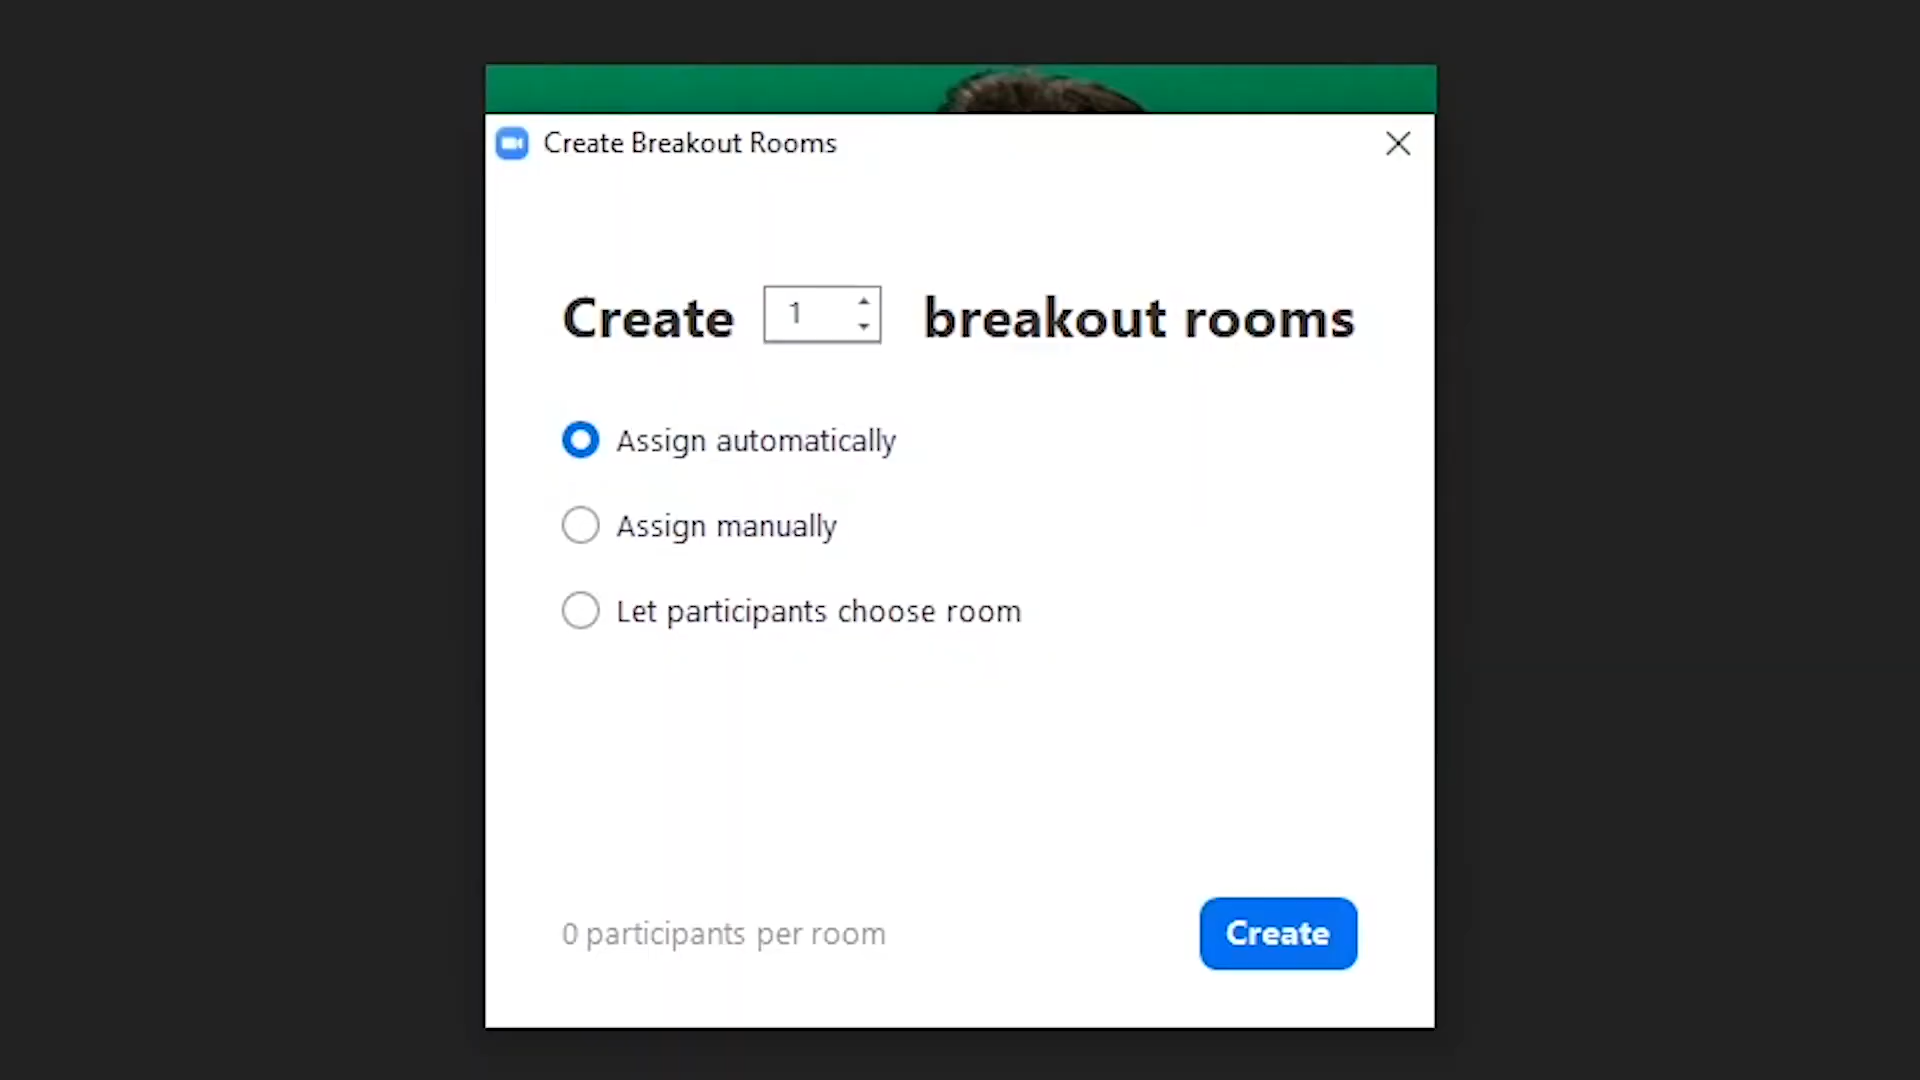 Create Breakout Rooms
Create 1 breakout rooms
Assign automatically
Assign manually
Let participants choose room
0 participants per room
Create